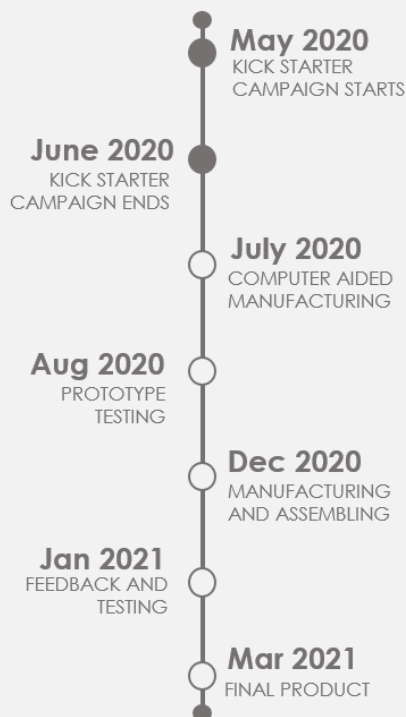 May 2020
KICK STARTER
CAMPAIGN STARTS
June 2020
KICK STARTER
CAMPAIGN ENDS
July 2020
COMPUTER AIDED
MANUFACTURING
Aug 2020
PROTOTYPE
TESTING
Dec 2020
MANUFACTURING
AND ASSEMBLING
Jan 2021
FEEDBACK AND
TESTING
Mar 2021
FINAL PRODUCT